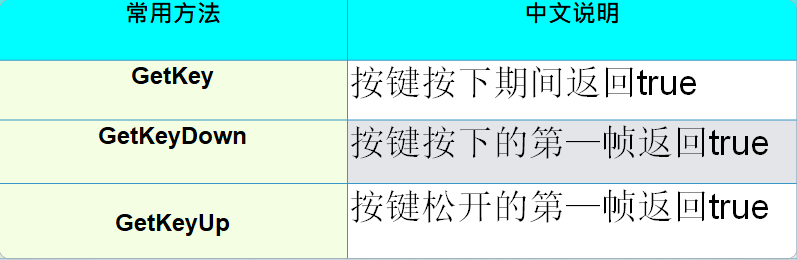 常用方法 中文说明
GetKey 按键按下期间返回true
GetKeyDown 按键按下的第一帧返回true
GetKeyUp 按键松开的第一帧返回true